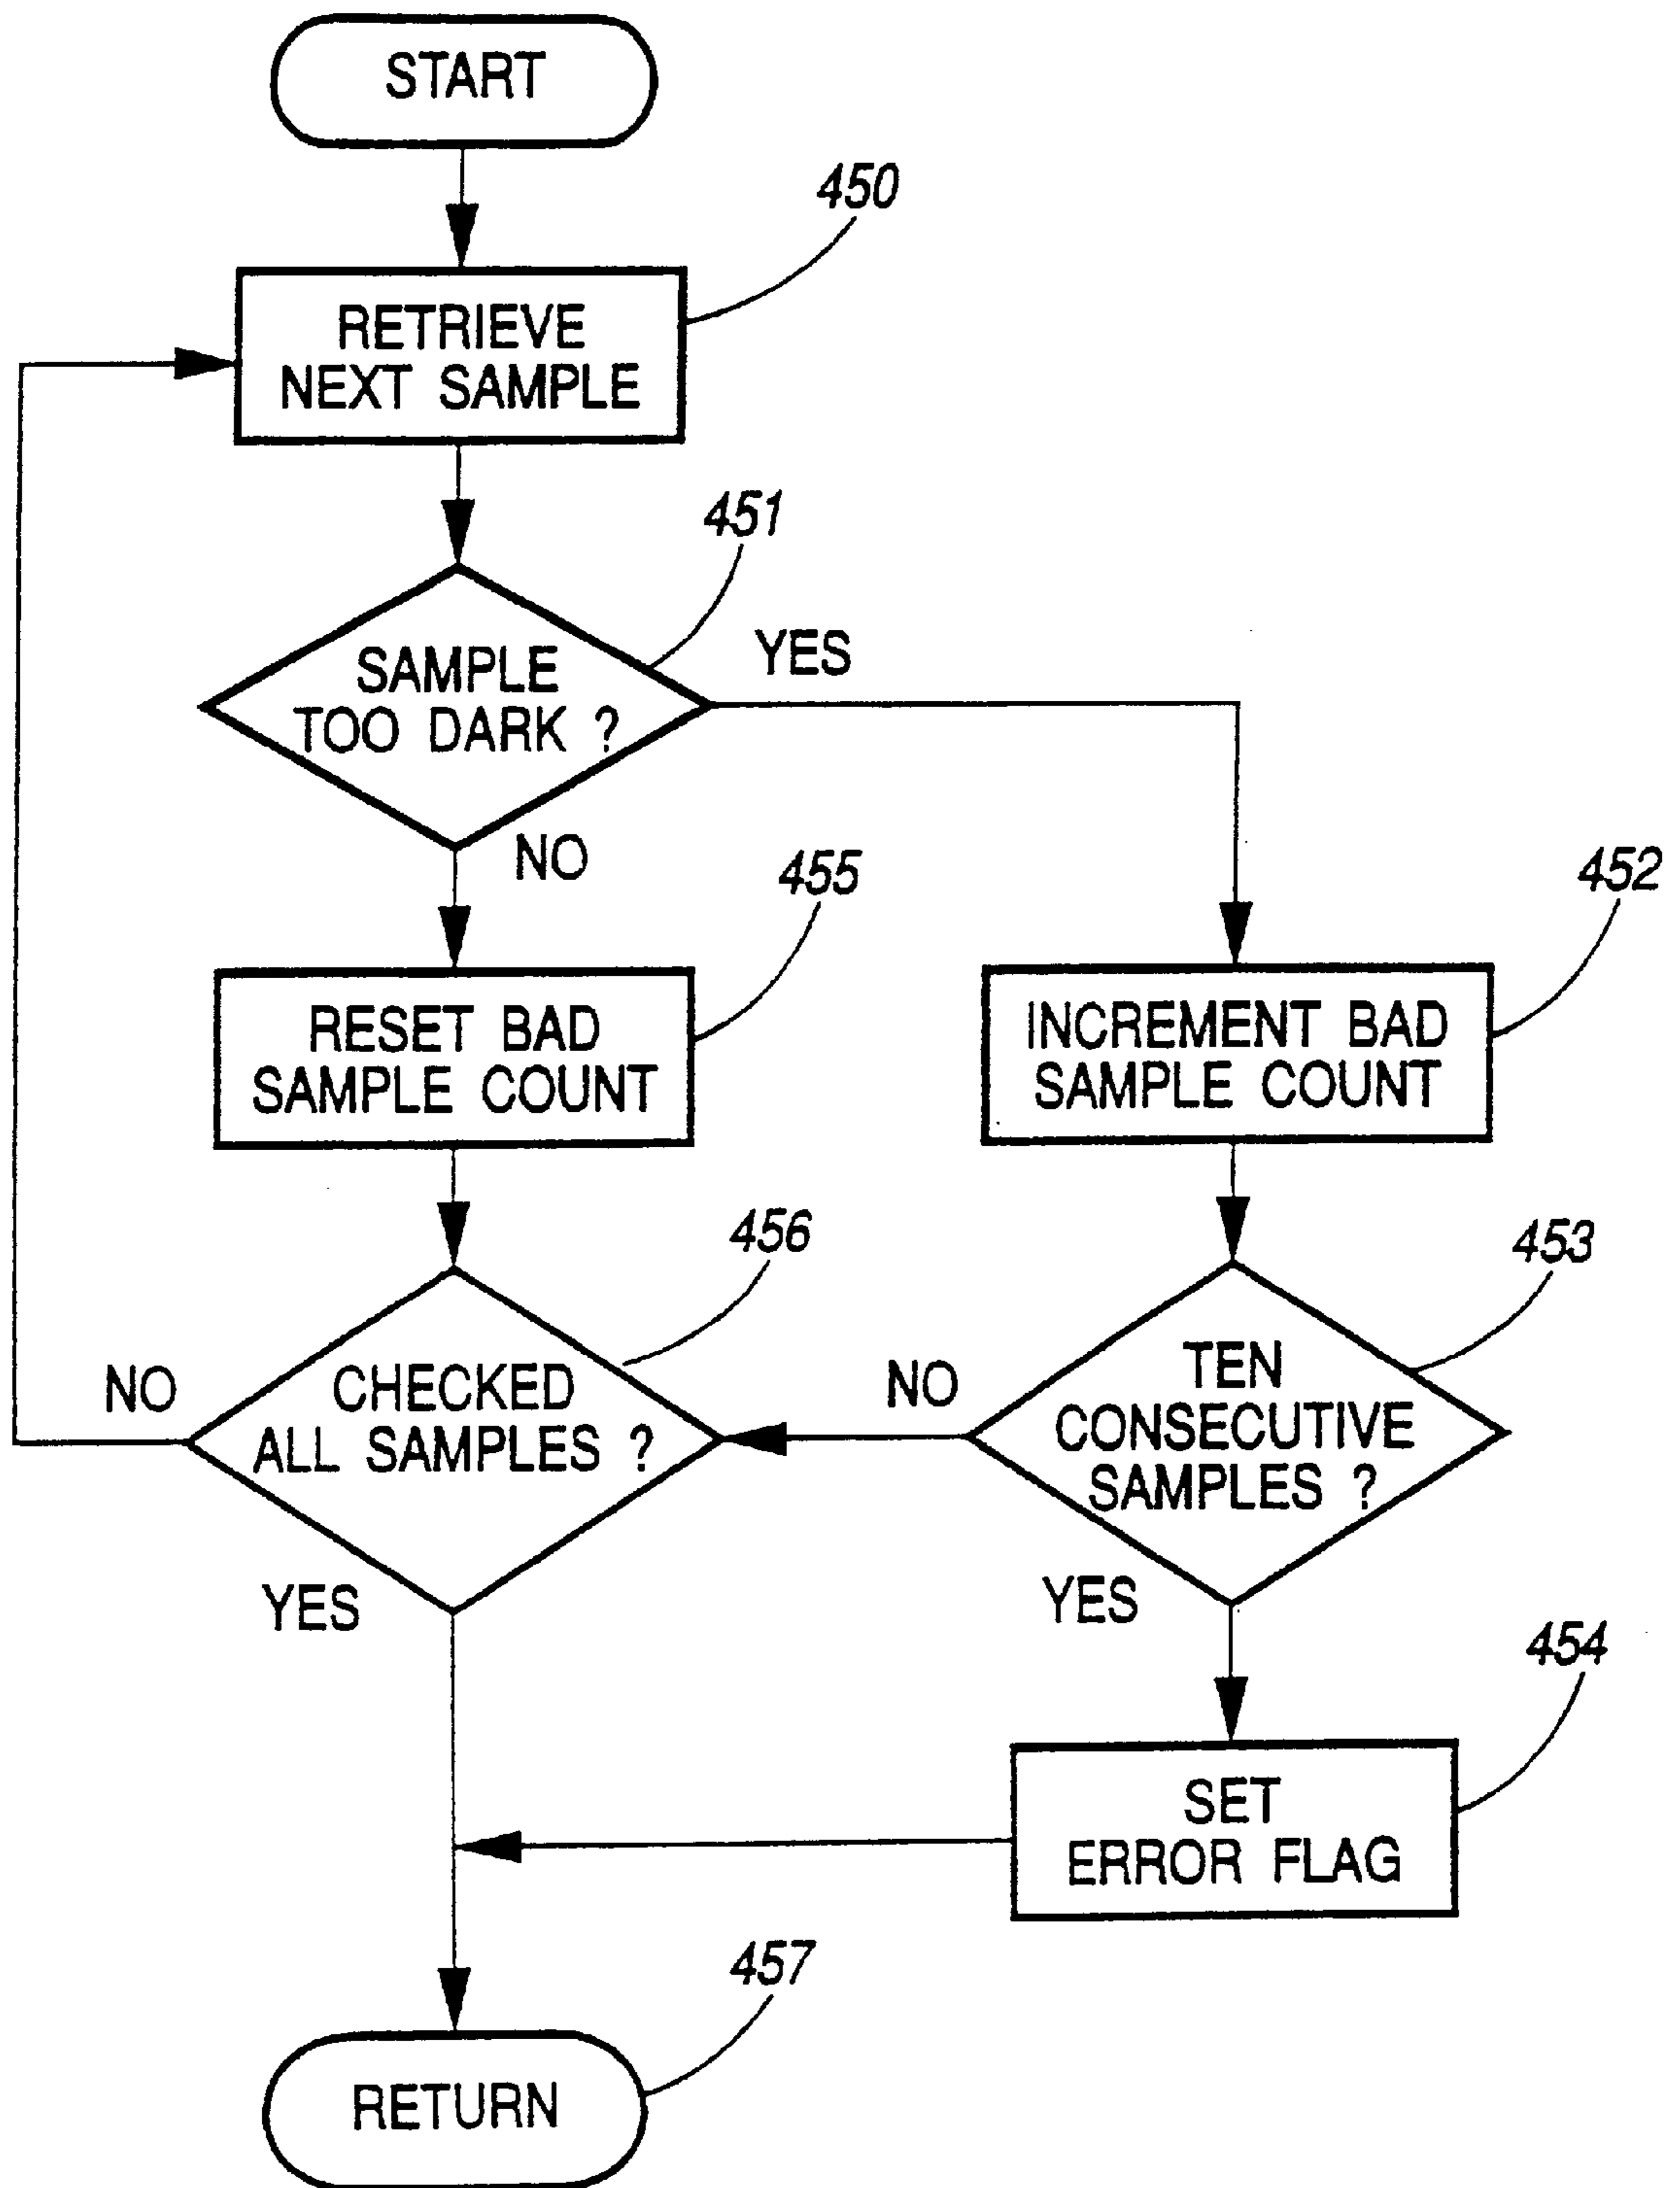 START
450
RETRIEVE
NEXT SAMPLE
451
SAMPLE
TOO DARK ?
YES
NO
455
452
RESET BAD
SAMPLE COUNT
INCREMENT BAD
SAMPLE COUNT
456
453
NO
CHECKED
ALL SAMPLES ?
NO
TEN
CONSECUTIVE
SAMPLES ?
YES
YES
454
SET
ERROR FLAG
457
RETURN